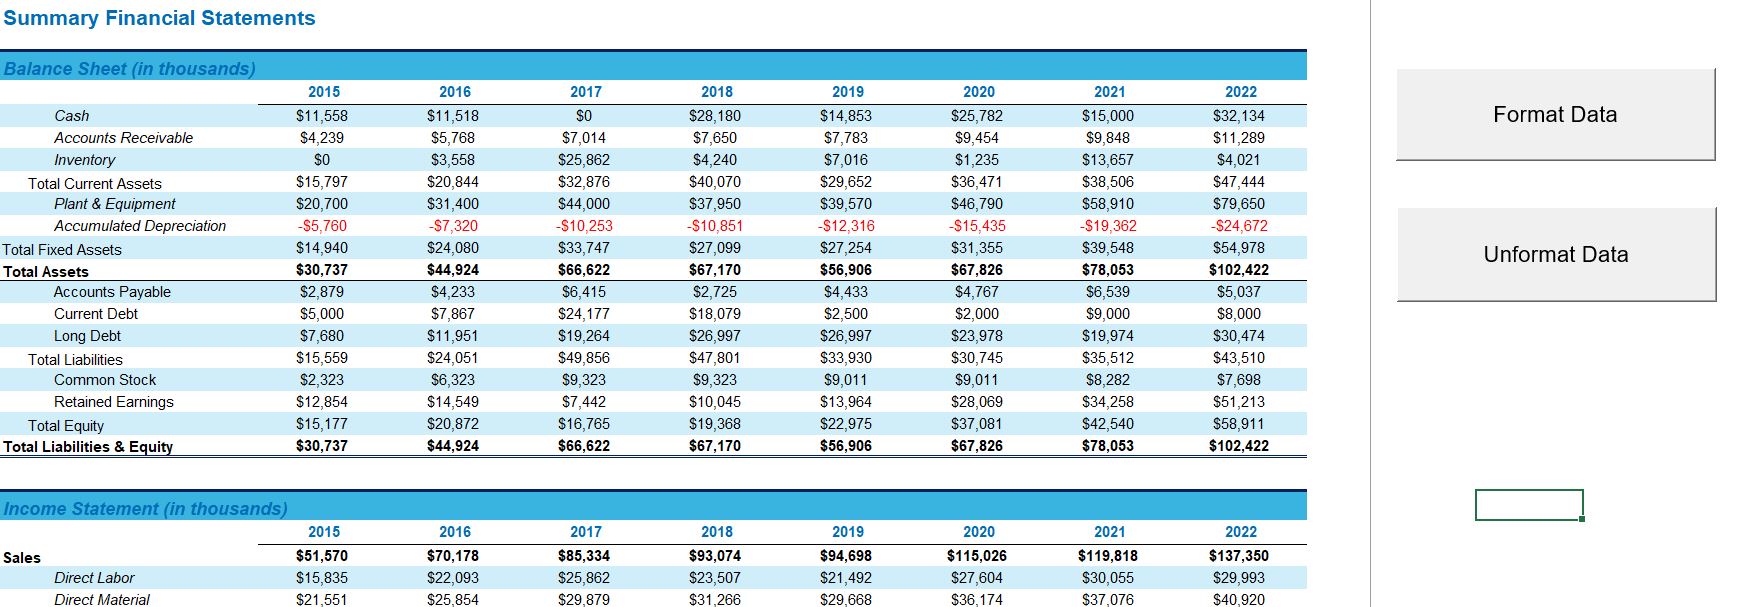 Summary Financial Statements
Balance Sheet (in thousands)
2015 2016 2017 2018 2019 2020 2021 2022
Cash $11,558 $11,518 $0 $28,180 $14,853 $25,782 $15,000 $32,134
Accounts Receivable $4,239 $5,768 $7,014 $7,650 $7,783 $9,454 $9,848 $11,289
Inventory $0 $3,558 $25,862 $4,240 $7,016 $1,235 $13,657 $4,021
Total Current Assets $15,797 $20,844 $32,876 $40,070 $29,652 $36,471 $38,506 $47,444
Plant & Equipment $20,700 $31,400 $44,000 $37,950 $39,570 $46,790 $58,910 $79,650
Accumulated Depreciation -$5,760 -$7,320 -$10,253 -$10,851 -$12,316 -$15,435 -$19,362 -$24,672
Total Fixed Assets $14,940 $24,080 $33,747 $27,099 $27,254 $31,355 $39,548 $54,978
Total Assets $30,737 $44,924 $66,622 $67,170 $56,906 $67,826 $78,053 $102,422
Accounts Payable $2,879 $4,233 $6,415 $2,725 $4,433 $4,767 $6,539 $5,037
Current Debt $5,000 $7,867 $24,177 $18,079 $2,500 $2,000 $9,000 $8,000
Long Debt $7,680 $11,951 $19,264 $26,997 $26,997 $23,978 $19,974 $30,474
Total Liabilities $15,559 $24,051 $49,856 $47,801 $33,930 $30,745 $35,512 $43,510
Common Stock $2,323 $6,323 $9,323 $9,323 $9,011 $9,011 $8,282 $7,698
Retained Earnings $12,854 $14,549 $7,442 $10,045 $13,964 $28,069 $34,258 $51,213
Total Equity $15,177 $20,872 $16,765 $19,368 $22,975 $37,081 $42,540 $58,911
Total Liabilities & Equity $30,737 $44,924 $66,622 $67,170 $56,906 $67,826 $78,053 $102,422
Income Statement (in thousands)
2015 2016 2017 2018 2019 2020 2021 2022
Sales $51,570 $70,178 $85,334 $93,074 $94,698 $115,026 $119,818 $137,350
Direct Labor $15,835 $22,093 $25,862 $23,507 $21,492 $27,604 $30,055 $29,993
Direct Material $21,551 $25,854 $29,879 $31,266 $29,668 $36,174 $37,076 $40,920
Format Data
Unformat Data